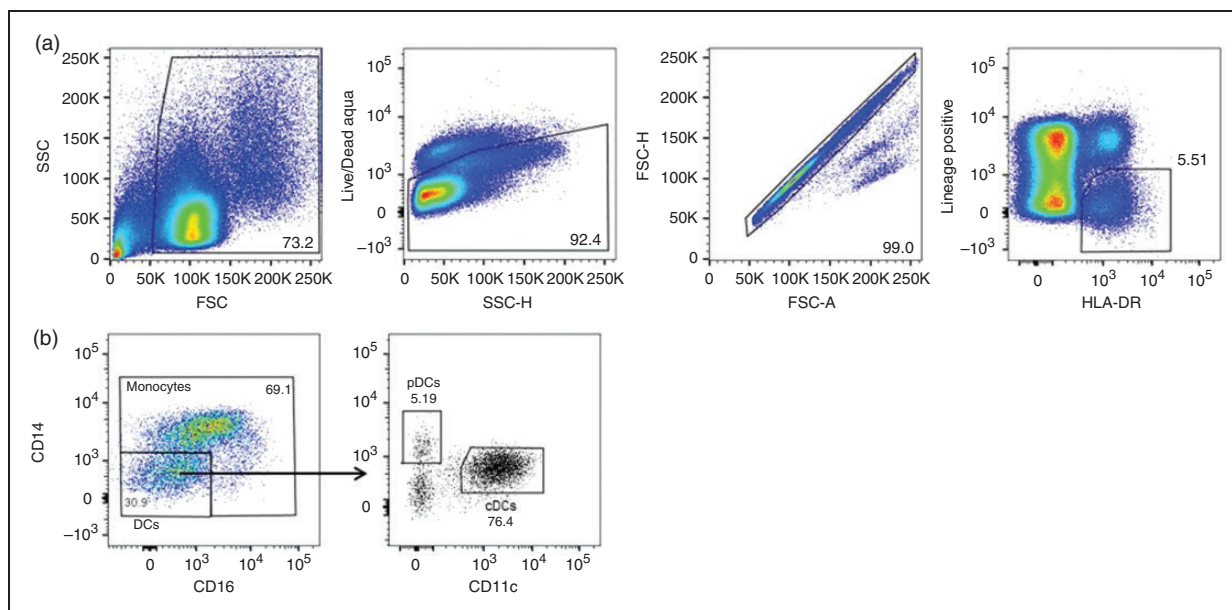 (a)
SSC
250K
200K
150K
100K
50K
0
73.2
0 50K 100K 150K 200K 250K
FSC
Live/Dead aqua
10^5
10^4
10^3
0
−10^3
92.4
0 50K 100K 150K 200K 250K
SSC-H
FSC-H
250K
200K
150K
100K
50K
0
99.0
0 50K 100K 150K 200K 250K
FSC-A
Lineage positive
10^5
10^4
10^3
0
−10^3
5.51
0 10^3 10^4 10^5
HLA-DR
(b)
CD14
10^5
10^4
10^3
0
−10^3
Monocytes
69.1
30.9
DCs
0 10^3 10^4 10^5
CD16
10^5
10^4
10^3
0
pDCs
5.19
cDCs
76.4
0 10^3 10^4 10^5
CD11c